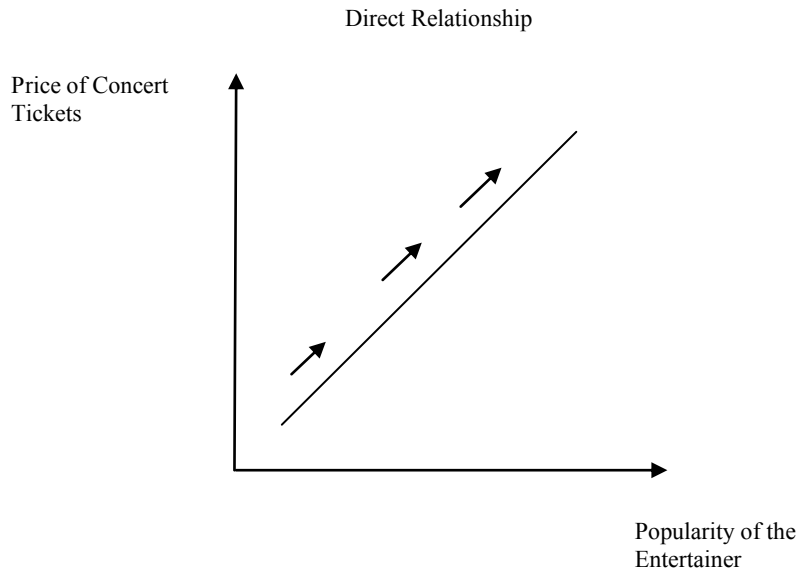 Direct Relationship
Price of Concert
Tickets
Popularity of the
Entertainer